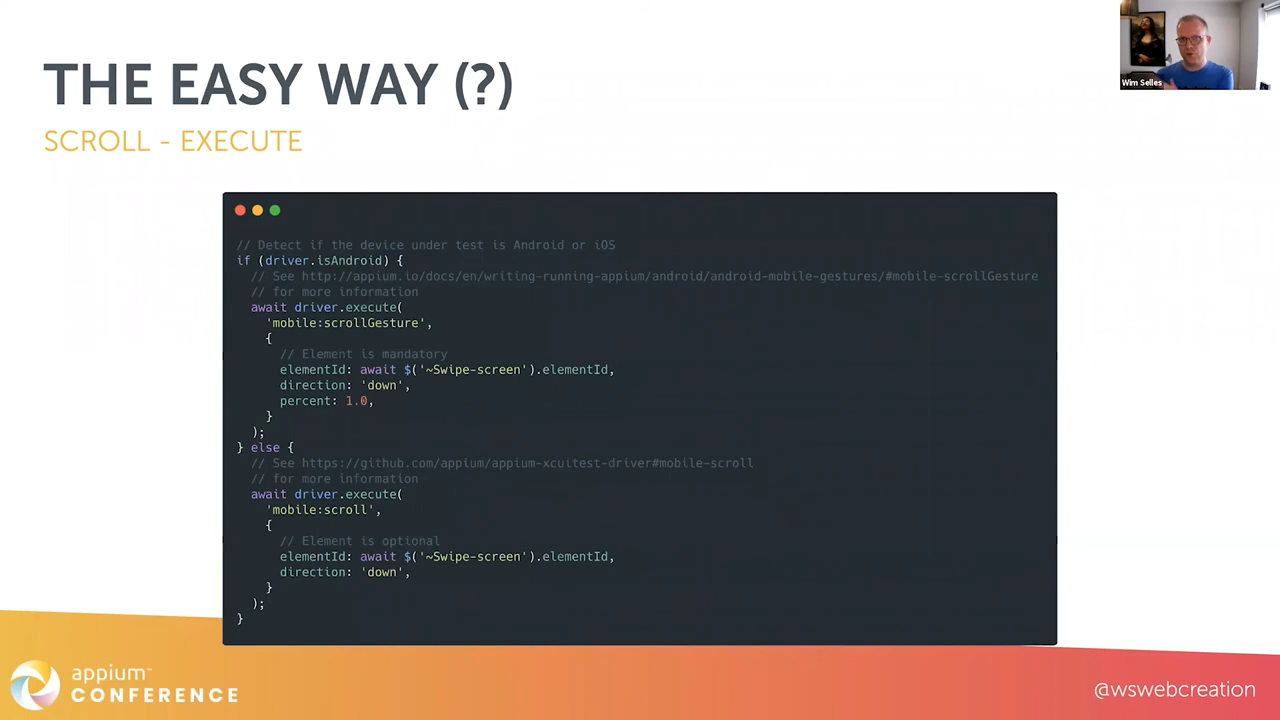 THE EASY WAY (?)
SCROLL - EXECUTE
Wim Selles
// Detect if the device under test is Android or iOS
if (driver.isAndroid) {
// See http://appium.io/docs/en/writing-running-appium/android/android-mobile-gestures/#mobile-scrollGesture
// for more information
await driver.execute(
'mobile:scrollGesture',
{
// Element is mandatory
elementId: await $('~Swipe-screen').elementId,
direction: 'down',
percent: 1.0,
}
);
} else {
// See https://github.com/appium/appium-xcuitest-driver#mobile-scroll
// for more information
await driver.execute(
'mobile:scroll',
{
// Element is optional
elementId: await $('~Swipe-screen').elementId,
direction: 'down',
}
);
}
appium™
CONFERENCE
@wswebcreation